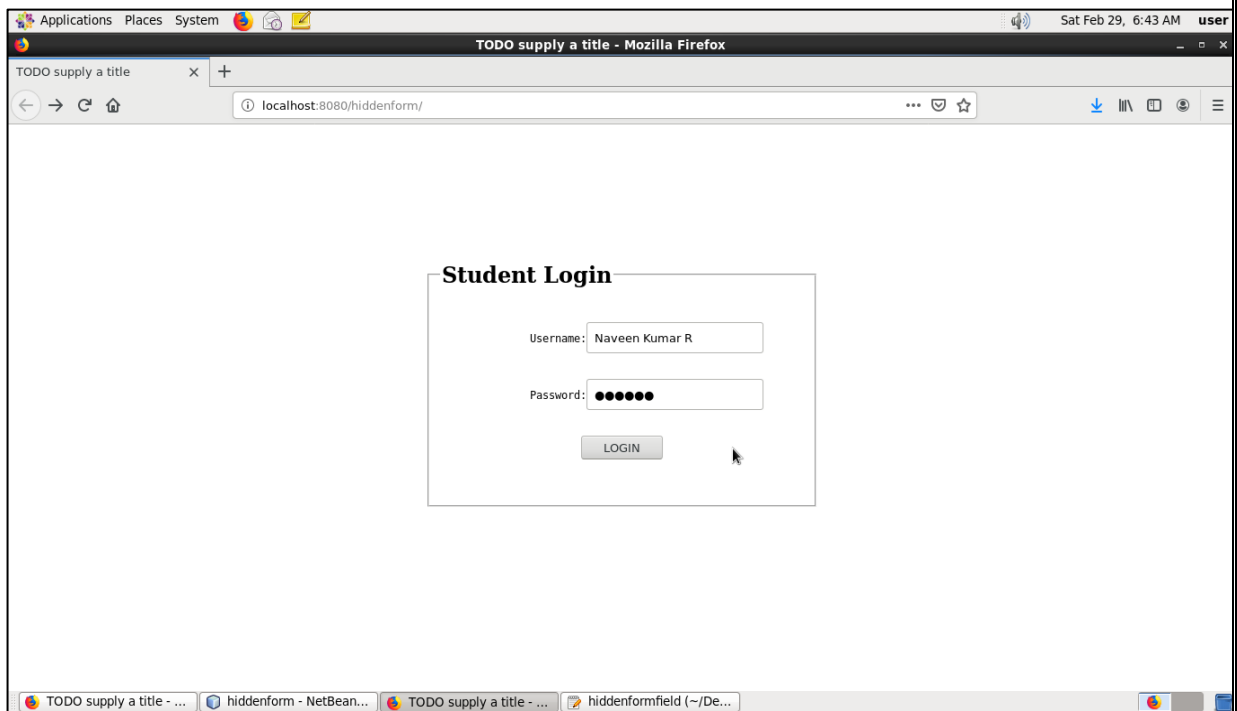 Applications Places System Sat Feb 29, 6:43 AM user
TODO supply a title - Mozilla Firefox
TODO supply a title
localhost:8080/hiddenform/
Student Login
Username: Naveen Kumar R
Password: ●●●●●●
LOGIN
TODO supply a title - ... hiddenform - NetBean... TODO supply a title - ... hiddenformfield (~/De...